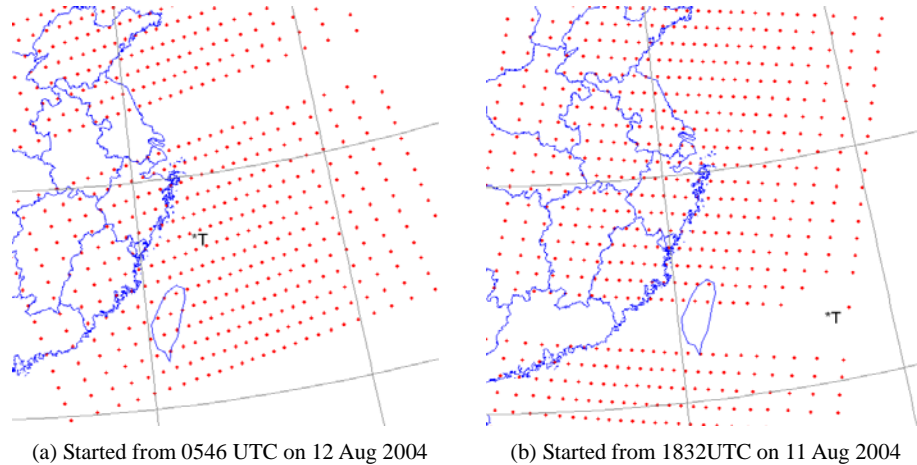 *T
*T
(a) Started from 0546 UTC on 12 Aug 2004
(b) Started from 1832UTC on 11 Aug 2004